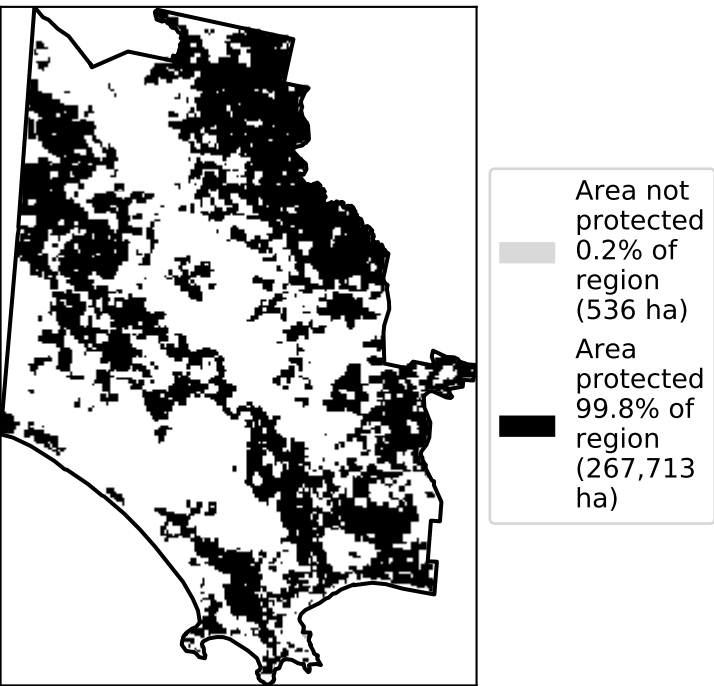 Area not
protected
0.2% of
region
(536 ha)
Area
protected
99.8% of
region
(267,713
ha)